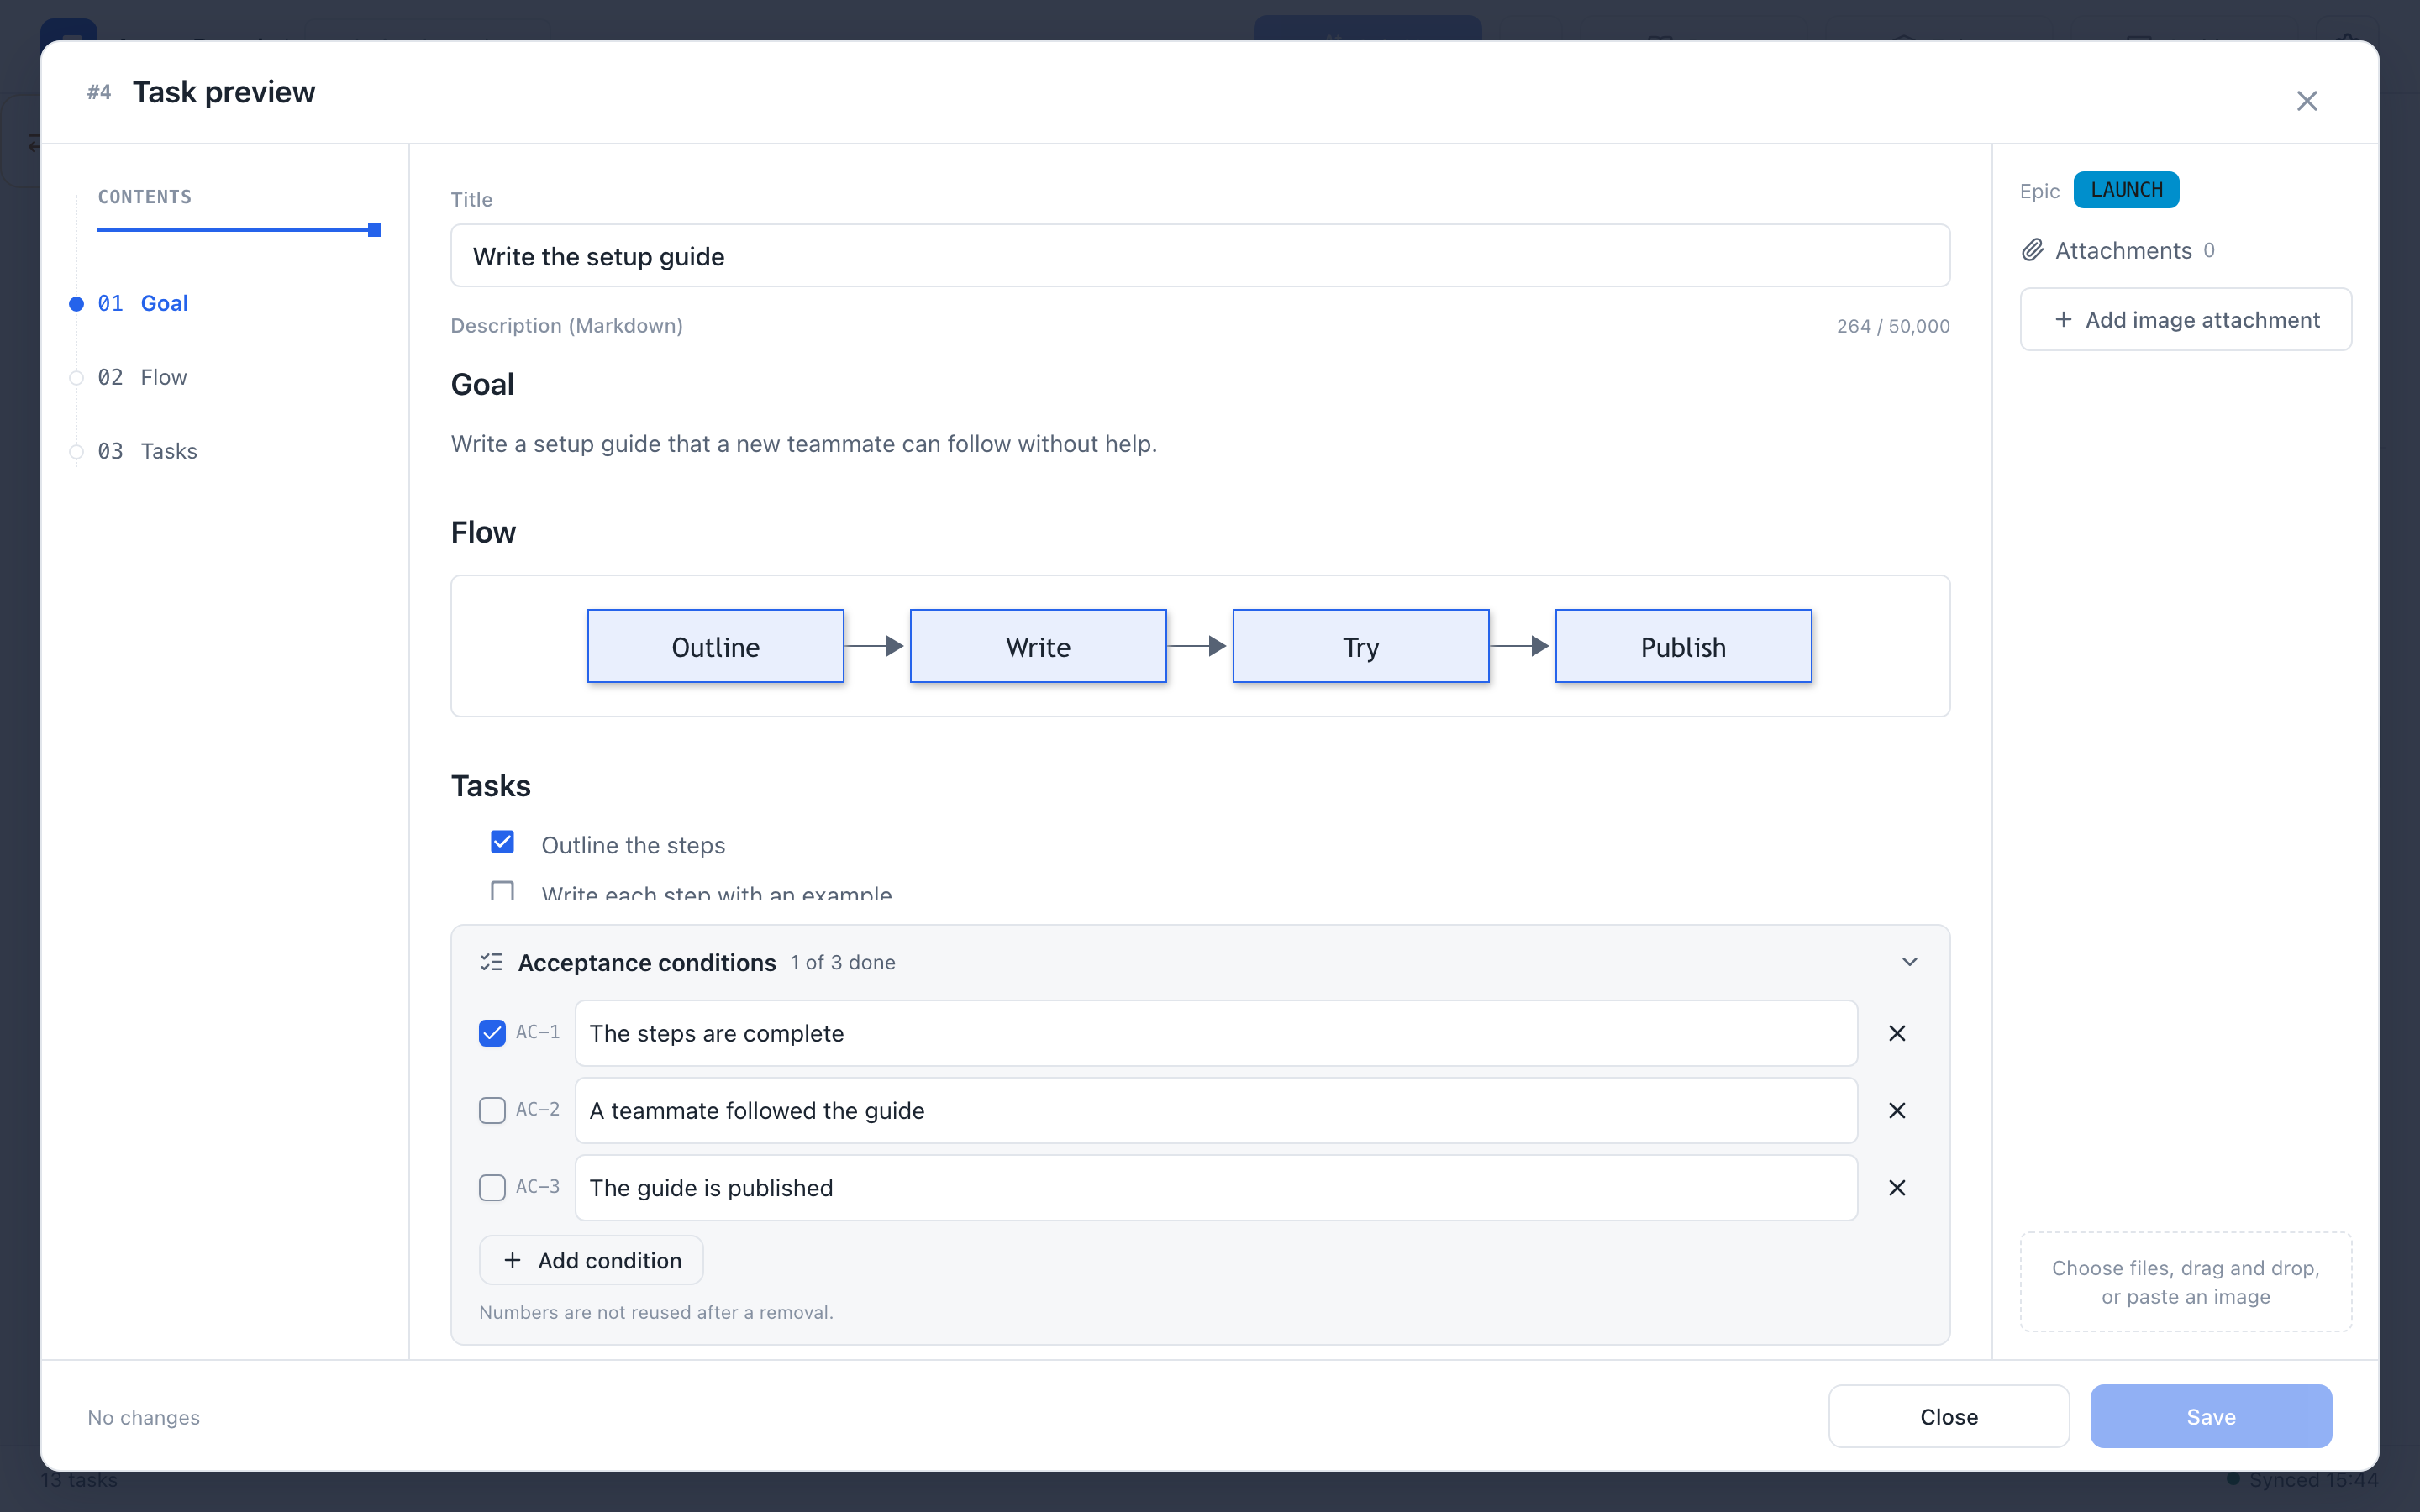 #4 Task preview
CONTENTS
01 Goal
02 Flow
03 Tasks
Title
Write the setup guide
Description (Markdown) 264 / 50,000
Goal
Write a setup guide that a new teammate can follow without help.
Flow
Outline Write Try Publish
Tasks
Outline the steps
Write each step with an example
Acceptance conditions 1 of 3 done
AC-1 The steps are complete
AC-2 A teammate followed the guide
AC-3 The guide is published
+ Add condition
Numbers are not reused after a removal.
Epic LAUNCH
Attachments 0
+ Add image attachment
Choose files, drag and drop,
or paste an image
No changes
Close Save
13 tasks
Synced 15:44